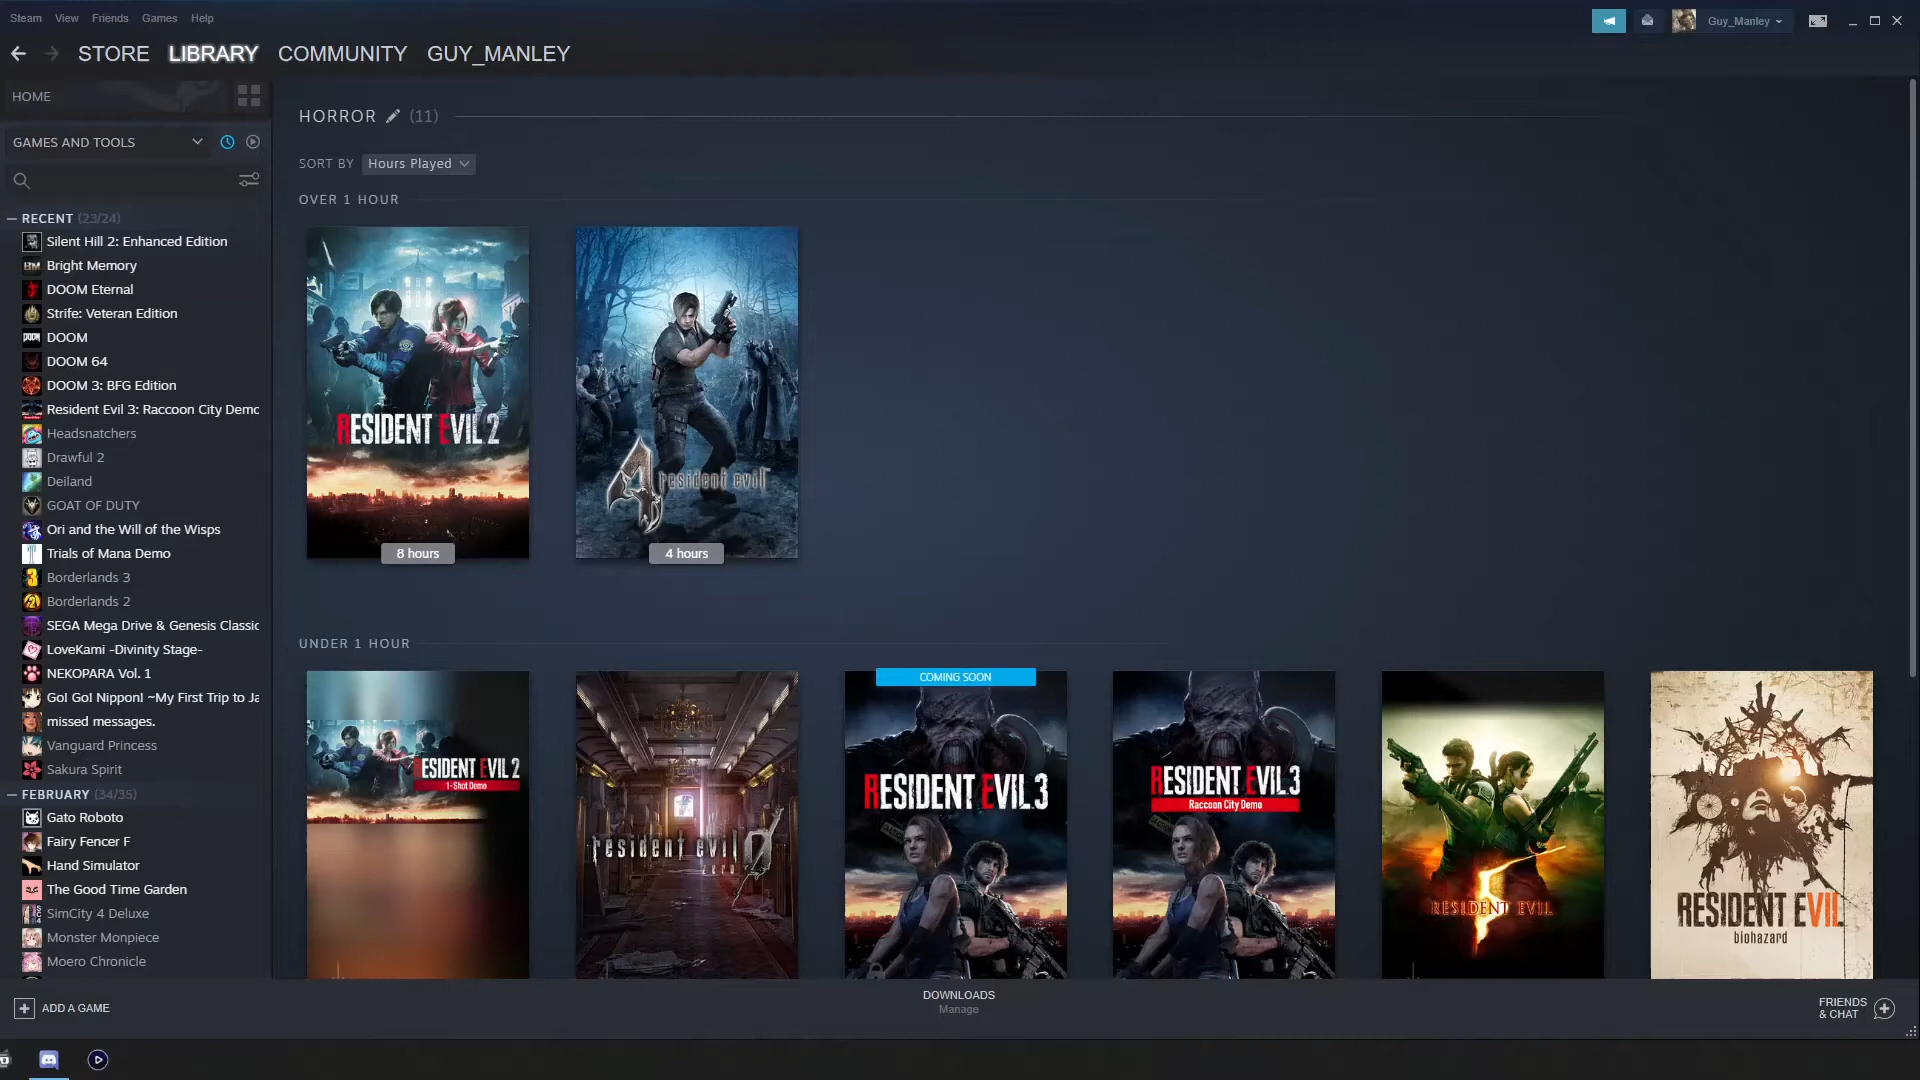 Steam View Friends Games Help
Guy_Manley
STORE LIBRARY COMMUNITY GUY_MANLEY
HOME
GAMES AND TOOLS
RECENT (23/24)
Silent Hill 2: Enhanced Edition
Bright Memory
DOOM Eternal
Strife: Veteran Edition
DOOM
DOOM 64
DOOM 3: BFG Edition
Resident Evil 3: Raccoon City Demo
Headsnatchers
Drawful 2
Deiland
GOAT OF DUTY
Ori and the Will of the Wisps
Trials of Mana Demo
Borderlands 3
Borderlands 2
SEGA Mega Drive & Genesis Classic
LoveKami -Divinity Stage-
NEKOPARA Vol. 1
Go! Go! Nippon! ~My First Trip to Ja
missed messages.
Vanguard Princess
Sakura Spirit
FEBRUARY (34/35)
Gato Roboto
Fairy Fencer F
Hand Simulator
The Good Time Garden
SimCity 4 Deluxe
Monster Monpiece
Moero Chronicle
ADD A GAME
HORROR (11)
SORT BY Hours Played
OVER 1 HOUR
RESIDENT EVIL 2
8 hours
4 resident evil
4 hours
UNDER 1 HOUR
RESIDENT EVIL 2
1-Shot Demo
resident evil 0
zero
COMING SOON
RESIDENT EVIL 3
RESIDENT EVIL 3
Raccoon City Demo
5
RESIDENT EVIL
RESIDENT EVII.
biohazard
DOWNLOADS
Manage
FRIENDS
& CHAT